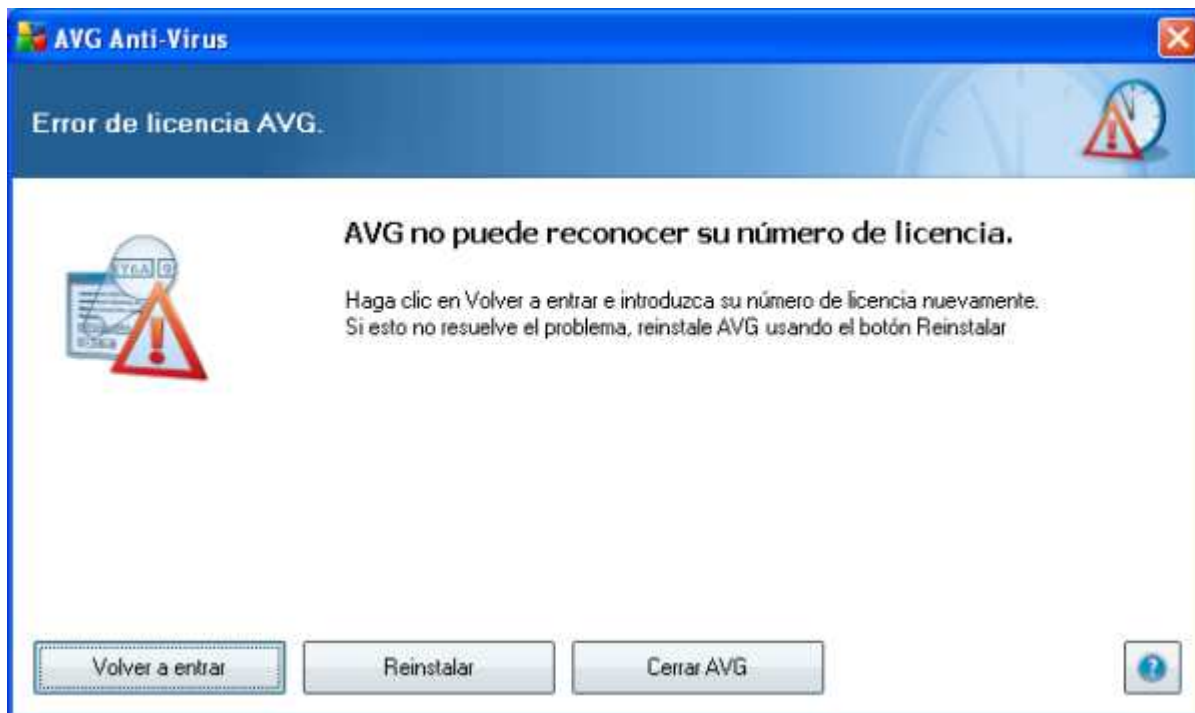 AVG Anti-Virus
Error de licencia AVG.
AVG no puede reconocer su número de licencia.
Haga clic en Volver a entrar e introduzca su número de licencia nuevamente.
Si esto no resuelve el problema, reinstale AVG usando el botón Reinstalar
Volver a entrar
Reinstalar
Cerrar AVG
?